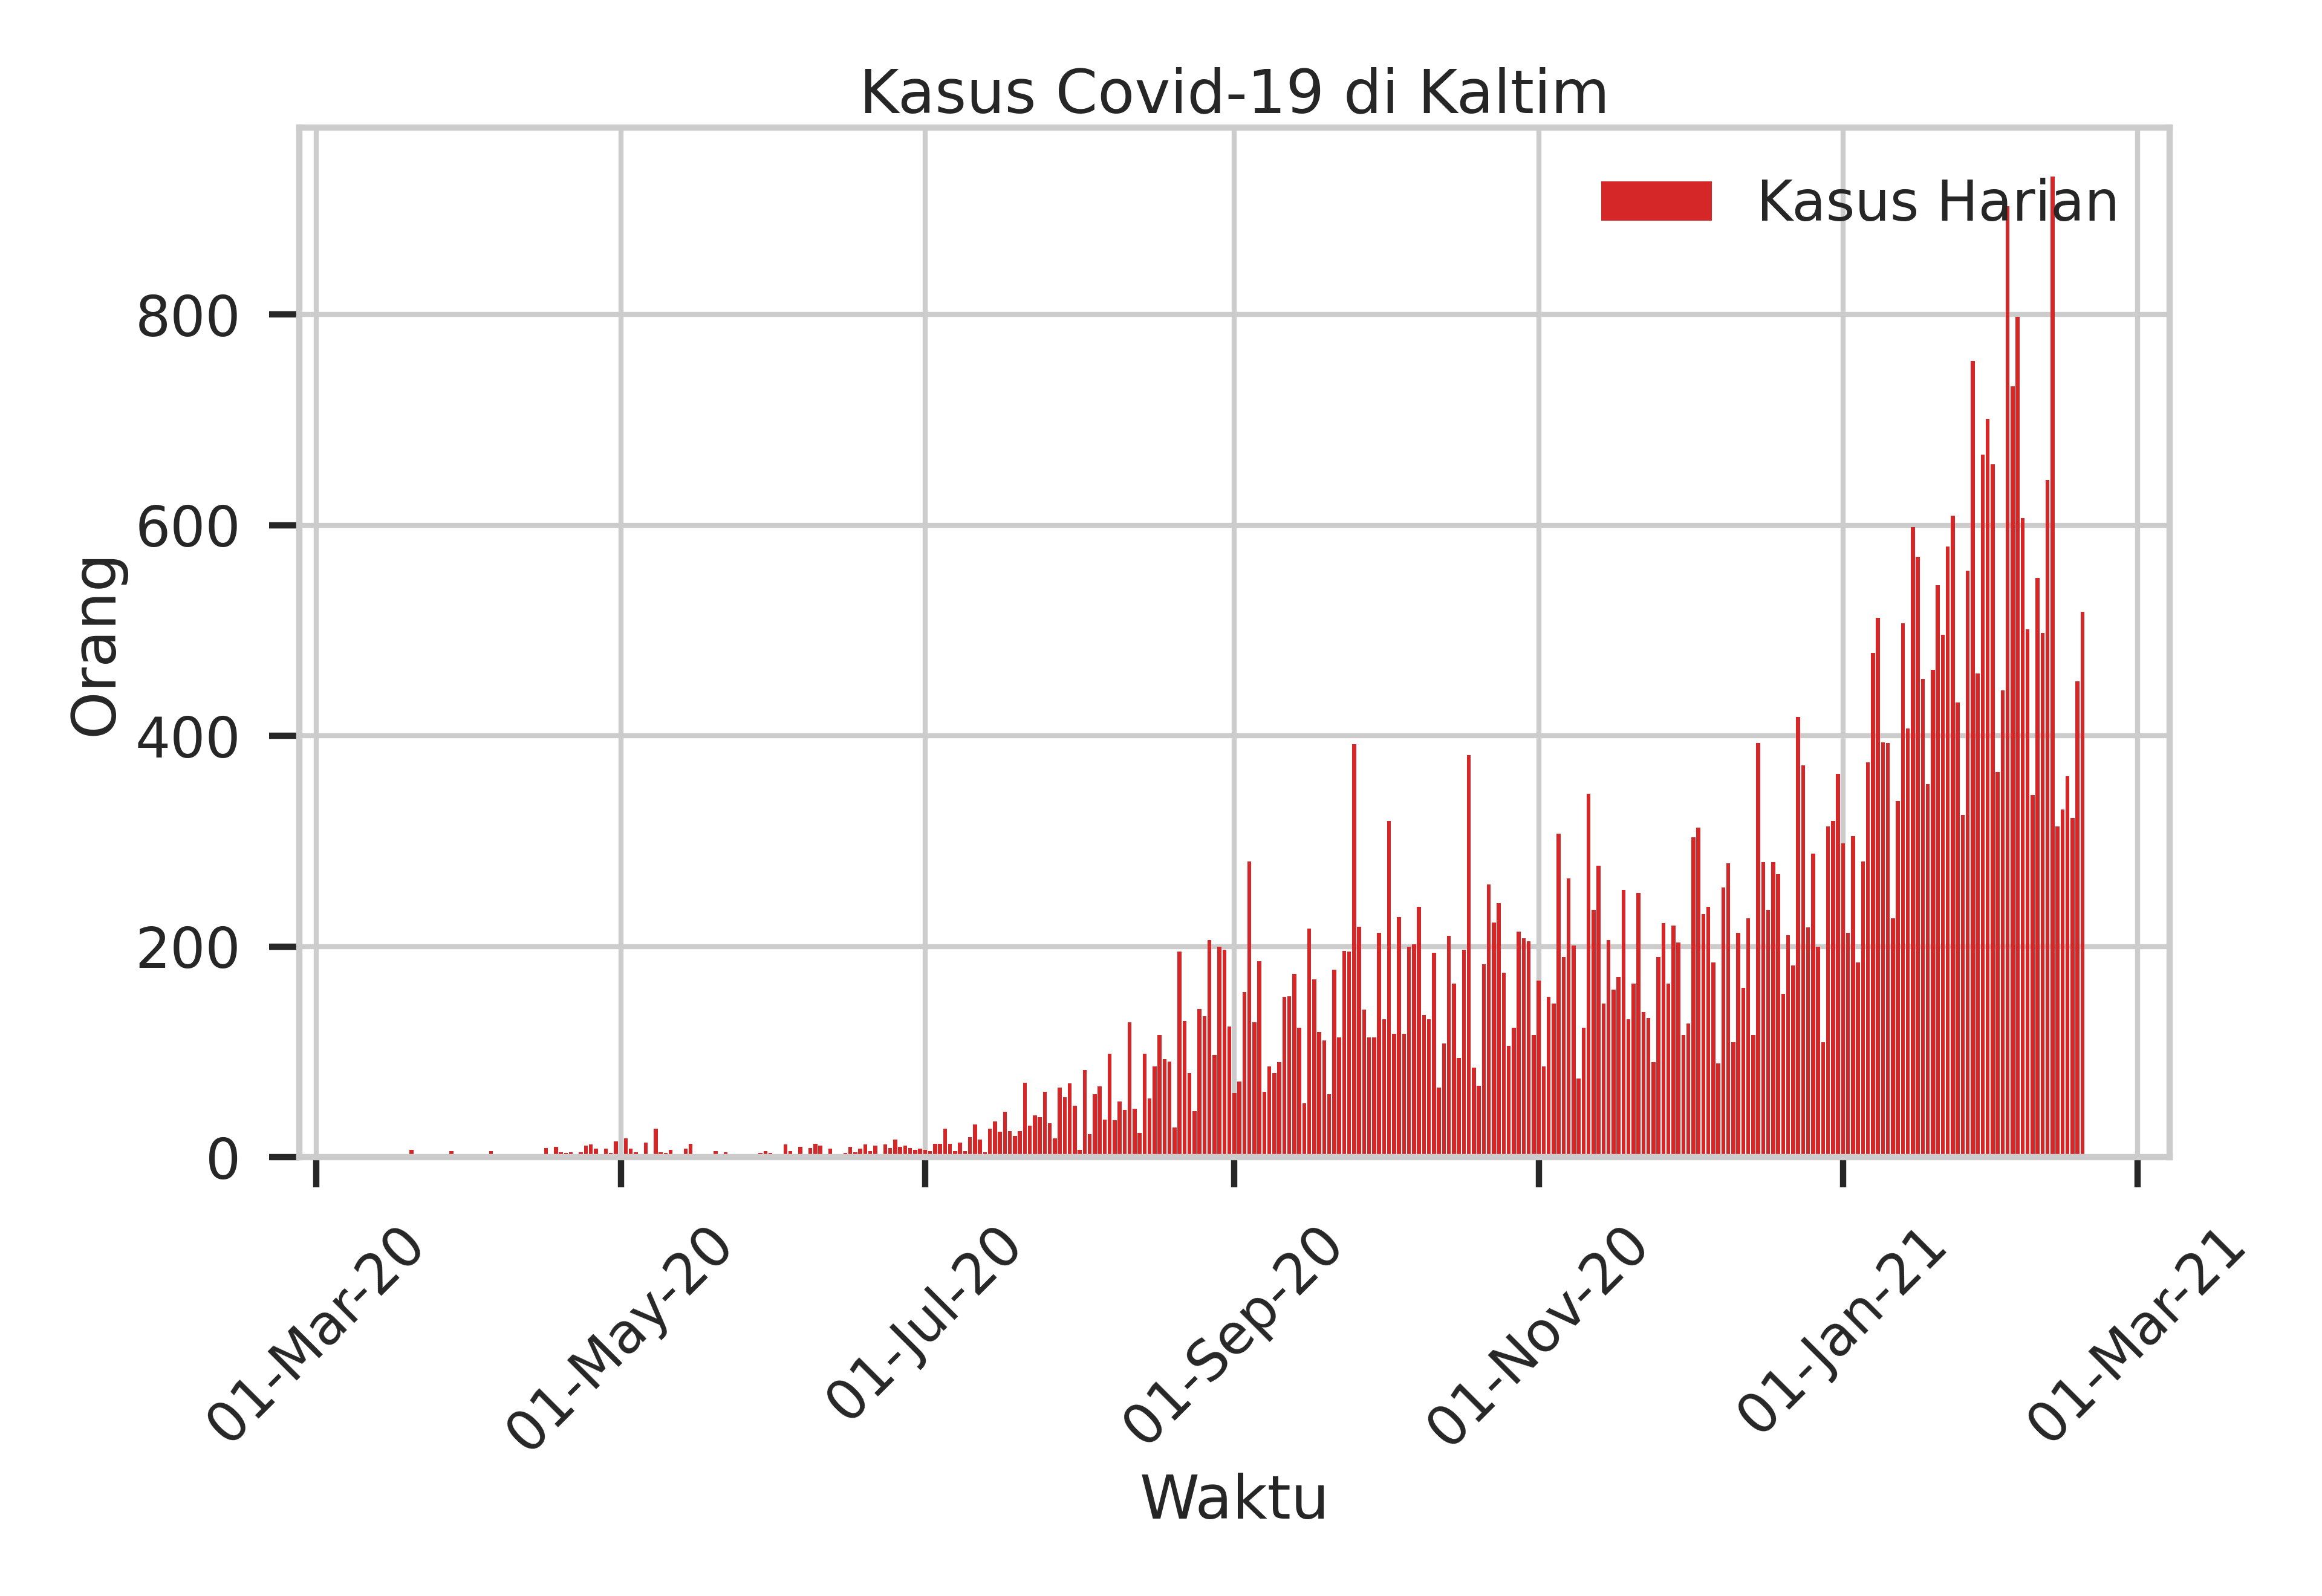 Kasus Covid-19 di Kaltim
Kasus Harian
Orang
800
600
400
200
0
01-Mar-20
01-May-20
01-Jul-20
01-Sep-20
01-Nov-20
01-Jan-21
01-Mar-21
Waktu